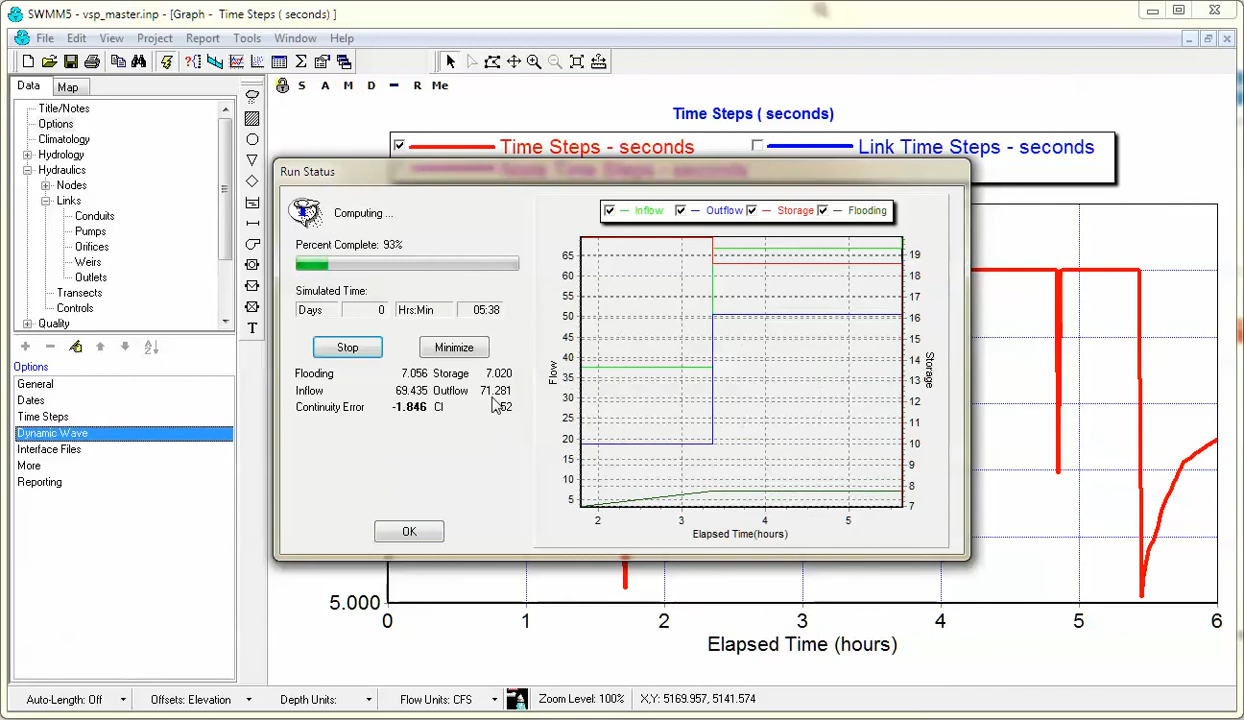 SWMM5 - vsp_master.inp - [Graph - Time Steps ( seconds) ]
File Edit View Project Report Tools Window Help
Data Map
S A M D R Me
Title/Notes
Options
Climatology
Hydrology
Hydraulics
Nodes
Links
Conduits
Pumps
Orifices
Weirs
Outlets
Transects
Controls
Quality
T
Options
General
Dates
Time Steps
Dynamic Wave
Interface Files
More
Reporting
Time Steps ( seconds)
Time Steps - seconds Link Time Steps - seconds
Run Status
Computing ...
Percent Complete: 93%
Simulated Time:
Days 0 Hrs:Min 05:38
Stop Minimize
Flooding 7.056 Storage 7.020
Inflow 69.435 Outflow 71.281
Continuity Error -1.846 CI
OK
Inflow Outflow Storage Flooding
65
60
55
50
45
40
35
30
25
20
15
10
5
Flow
19
18
17
16
15
14
13
12
11
10
9
8
7
Storage
2 3 4 5
Elapsed Time(hours)
5.000
0 1 2 3 4 5 6
Elapsed Time (hours)
Auto-Length: Off Offsets: Elevation Depth Units: Flow Units: CFS Zoom Level: 100% X,Y: 5169.957, 5141.574